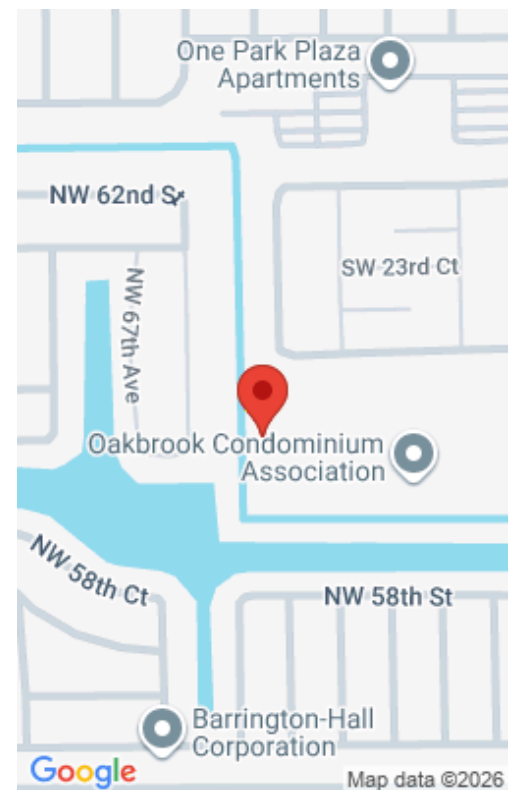 One Park Plaza
Apartments
NW 62nd St
SW 23rd Ct
NW 67th Ave
Oakbrook Condominium
Association
NW 58th Ct
NW 58th St
Barrington-Hall
Corporation
Google
Map data ©2026